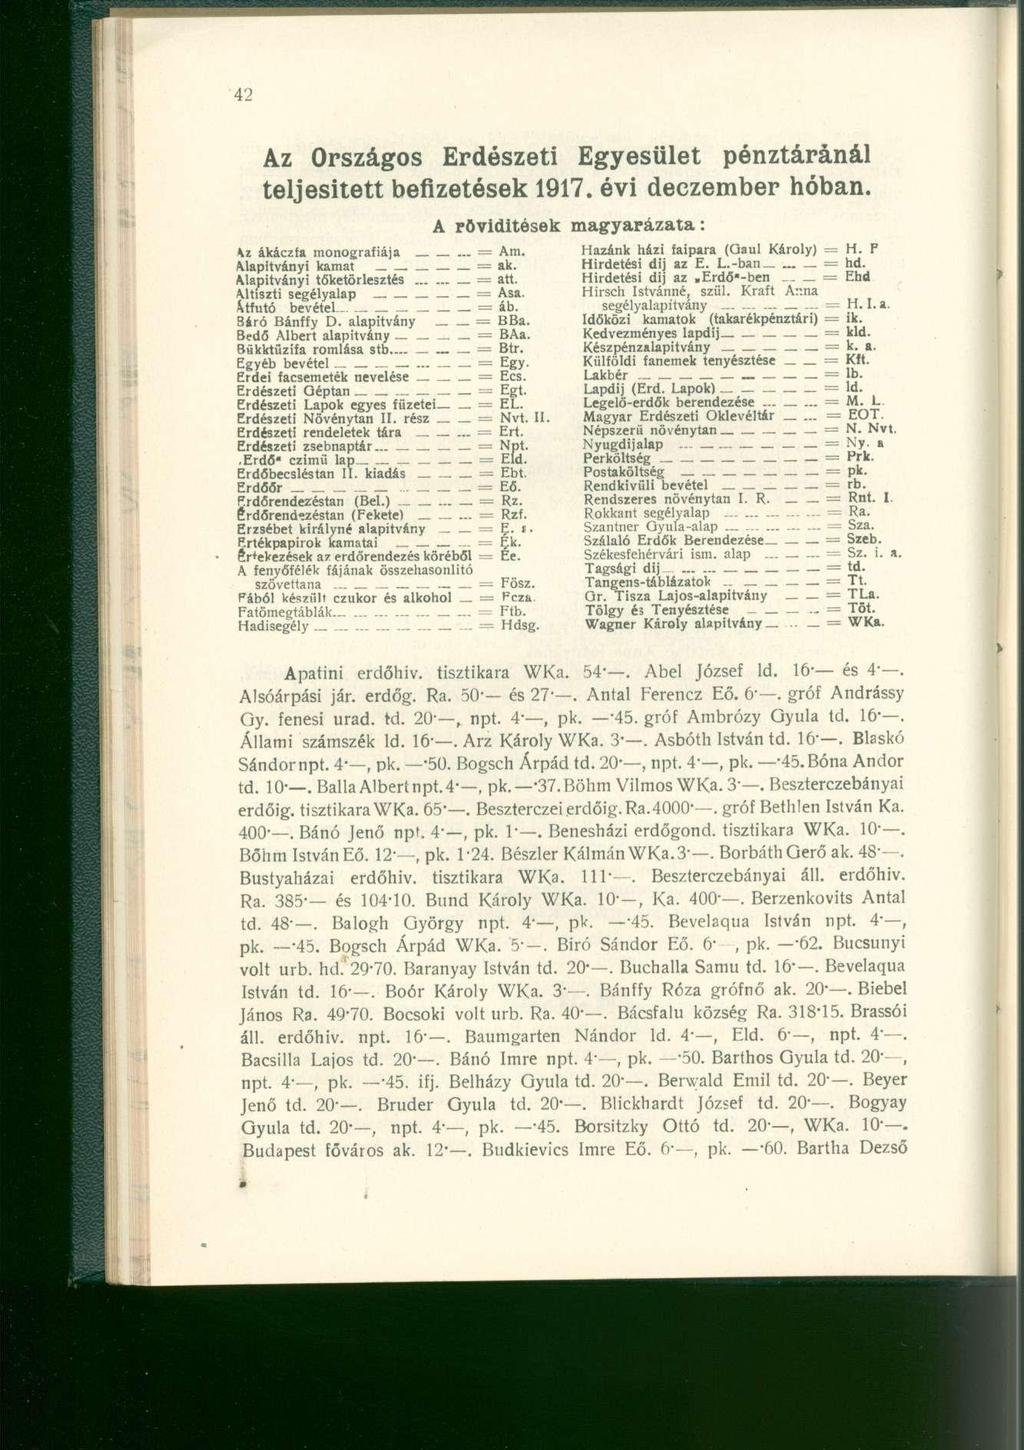 42
Az Országos Erdészeti Egyesület pénztáránál
teljesitett befizetések 1917. évi deczember hóban.
A röviditések magyarázata:
Az ákáczfa monografiája = Am.
Alapitványi kamat = ak.
Alapitványi tőketörlesztés = att.
Altiszti segélyalap = Asa.
Átfutó bevétel = áb.
Báró Bánffy D. alapitvány = BBa.
Bedő Albert alapitvány = BAa.
Bükktüzifa romlása stb. = Btr.
Egyéb bevétel = Egy.
Erdei facsemeték nevelése = Ecs.
Erdészeti Géptan = Egt.
Erdészeti Lapok egyes füzetei = EL.
Erdészeti Növénytan II. rész = Nvt. II.
Erdészeti rendeletek tára = Ert.
Erdészeti zsebnaptár = Npt.
„Erdő“ czimü lap = Eld.
Erdőbecsléstan II. kiadás = Ebt.
Erdőőr = Eő.
Erdőrendezéstan (Bel.) = Rz.
Erdőrendezéstan (Fekete) = Rzf.
Erzsébet királyné alapitvány = E. a.
Értékpapirok kamatai = Ék.
Értekezések az erdőrendezés köréből = Ée.
A fenyőfélék fájának összehasonlitó
szövettana = Fösz.
Fából készült czukor és alkohol = Fcza.
Fatömegtáblák = Ftb.
Hadisegély = Hdsg.
Hazánk házi faipara (Gaul Károly) = H. F
Hirdetési dij az E. L.-ban = hd.
Hirdetési dij az „Erdő“-ben = Ehd
Hirsch Istvánné, szül. Kraft Anna
segélyalapitvány = H. I. a.
Időközi kamatok (takarékpénztári) = ik.
Kedvezményes lapdij = kld.
Készpénzalapitvány = k. a.
Külföldi fanemek tenyésztése = Kft.
Lakbér = lb.
Lapdij (Erd. Lapok) = ld.
Legelő-erdők berendezése = M. L.
Magyar Erdészeti Oklevéltár = EOT.
Népszerü növénytan = N. Nvt.
Nyugdijalap = Ny. a
Perköltség = Prk.
Postaköltség = pk.
Rendkivüli bevétel = rb.
Rendszeres növénytan I. R. = Rnt. I.
Rokkant segélyalap = Ra.
Szantner Gyula-alap = Sza.
Szálaló Erdők Berendezése = Szeb.
Székesfehérvári ism. alap = Sz. i. a.
Tagsági dij = td.
Tangens-táblázatok = Tt.
Gr. Tisza Lajos-alapitvány = TLa.
Tölgy és Tenyésztése = Töt.
Wagner Károly alapitvány = WKa.
Apatini erdőhiv. tisztikara WKa. 54·—. Abel József ld. 16·— és 4·—.
Alsóárpási jár. erdőg. Ra. 50·— és 27·—. Antal Ferencz Eő. 6·—. gróf Andrássy
Gy. fenesi urad. td. 20·—, npt. 4·—, pk. —·45. gróf Ambrózy Gyula td. 16·—.
Állami számszék ld. 16·—. Arz Károly WKa. 3·—. Asbóth István td. 16·—. Blaskó
Sándor npt. 4·—, pk. —·50. Bogsch Árpád td. 20·—, npt. 4·—, pk. —·45. Bóna Andor
td. 10·—. Balla Albert npt. 4·—, pk. —·37. Böhm Vilmos WKa. 3·—. Beszterczebányai
erdőig. tisztikara WKa. 65·—. Beszterczei erdőig. Ra. 4000·—. gróf Bethlen István Ka.
400·—. Bánó Jenő npt. 4·—, pk. 1·—. Benesházi erdőgond. tisztikara WKa. 10·—.
Bőhm István Eő. 12·—, pk. 1·24. Bészler Kálmán WKa. 3·—. Borbáth Gerő ak. 48·—.
Bustyaházai erdőhiv. tisztikara WKa. 111·—. Beszterczebányai áll. erdőhiv.
Ra. 385·— és 104·10. Bund Károly WKa. 10·—, Ka. 400·—. Berzenkovits Antal
td. 48·—. Balogh György npt. 4·—, pk. —·45. Bevelaqua István npt. 4·—,
pk. —·45. Bogsch Árpád WKa. 5·—. Biró Sándor Eő. 6·—, pk. —·62. Bucsunyi
volt urb. hd. 29·70. Baranyay István td. 20·—. Buchalla Samu td. 16·—. Bevelaqua
István td. 16·—. Boór Károly WKa. 3·—. Bánffy Róza grófnő ak. 20·—. Biebel
János Ra. 49·70. Bocsoki volt urb. Ra. 40·—. Bácsfalu község Ra. 318·15. Brassói
áll. erdőhiv. npt. 16·—. Baumgarten Nándor ld. 4·—, Eld. 6·—, npt. 4·—.
Bacsilla Lajos td. 20·—. Bánó Imre npt. 4·—, pk. —·50. Barthos Gyula td. 20·—,
npt. 4·—, pk. —·45. ifj. Belházy Gyula td. 20·—. Berwald Emil td. 20·—. Beyer
Jenő td. 20·—. Bruder Gyula td. 20·—. Blickhardt József td. 20·—. Bogyay
Gyula td. 20·—, npt. 4·—, pk. —·45. Borsitzky Ottó td. 20·—, WKa. 10·—.
Budapest főváros ak. 12·—. Budkievics Imre Eő. 6·—, pk. —·60. Bartha Dezső